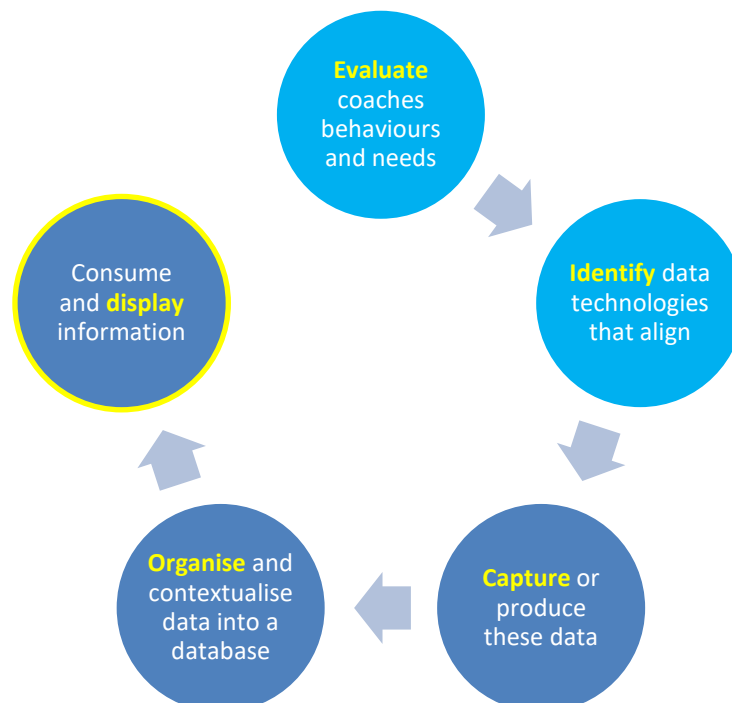 Evaluate
coaches
behaviours
and needs
Identify data
technologies
that align
Capture or
produce
these data
Organise and
contextualise
data into a
database
Consume
and display
information